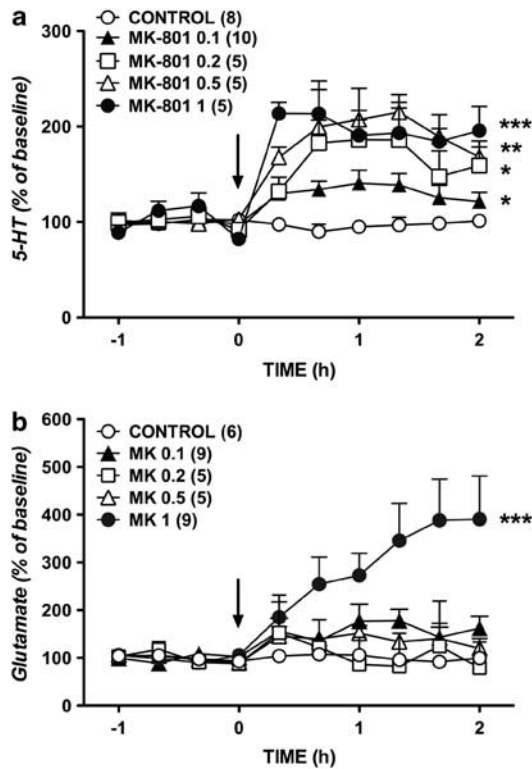 a
CONTROL (8)
MK-801 0.1 (10)
MK-801 0.2 (5)
MK-801 0.5 (5)
MK-801 1 (5)
300
200
100
0
5-HT (% of baseline)
***
**
*
*
-1 0 1 2
TIME (h)
b
CONTROL (6)
MK 0.1 (9)
MK 0.2 (5)
MK 0.5 (5)
MK 1 (9)
600
500
400
300
200
100
0
Glutamate (% of baseline)
***
-1 0 1 2
TIME (h)